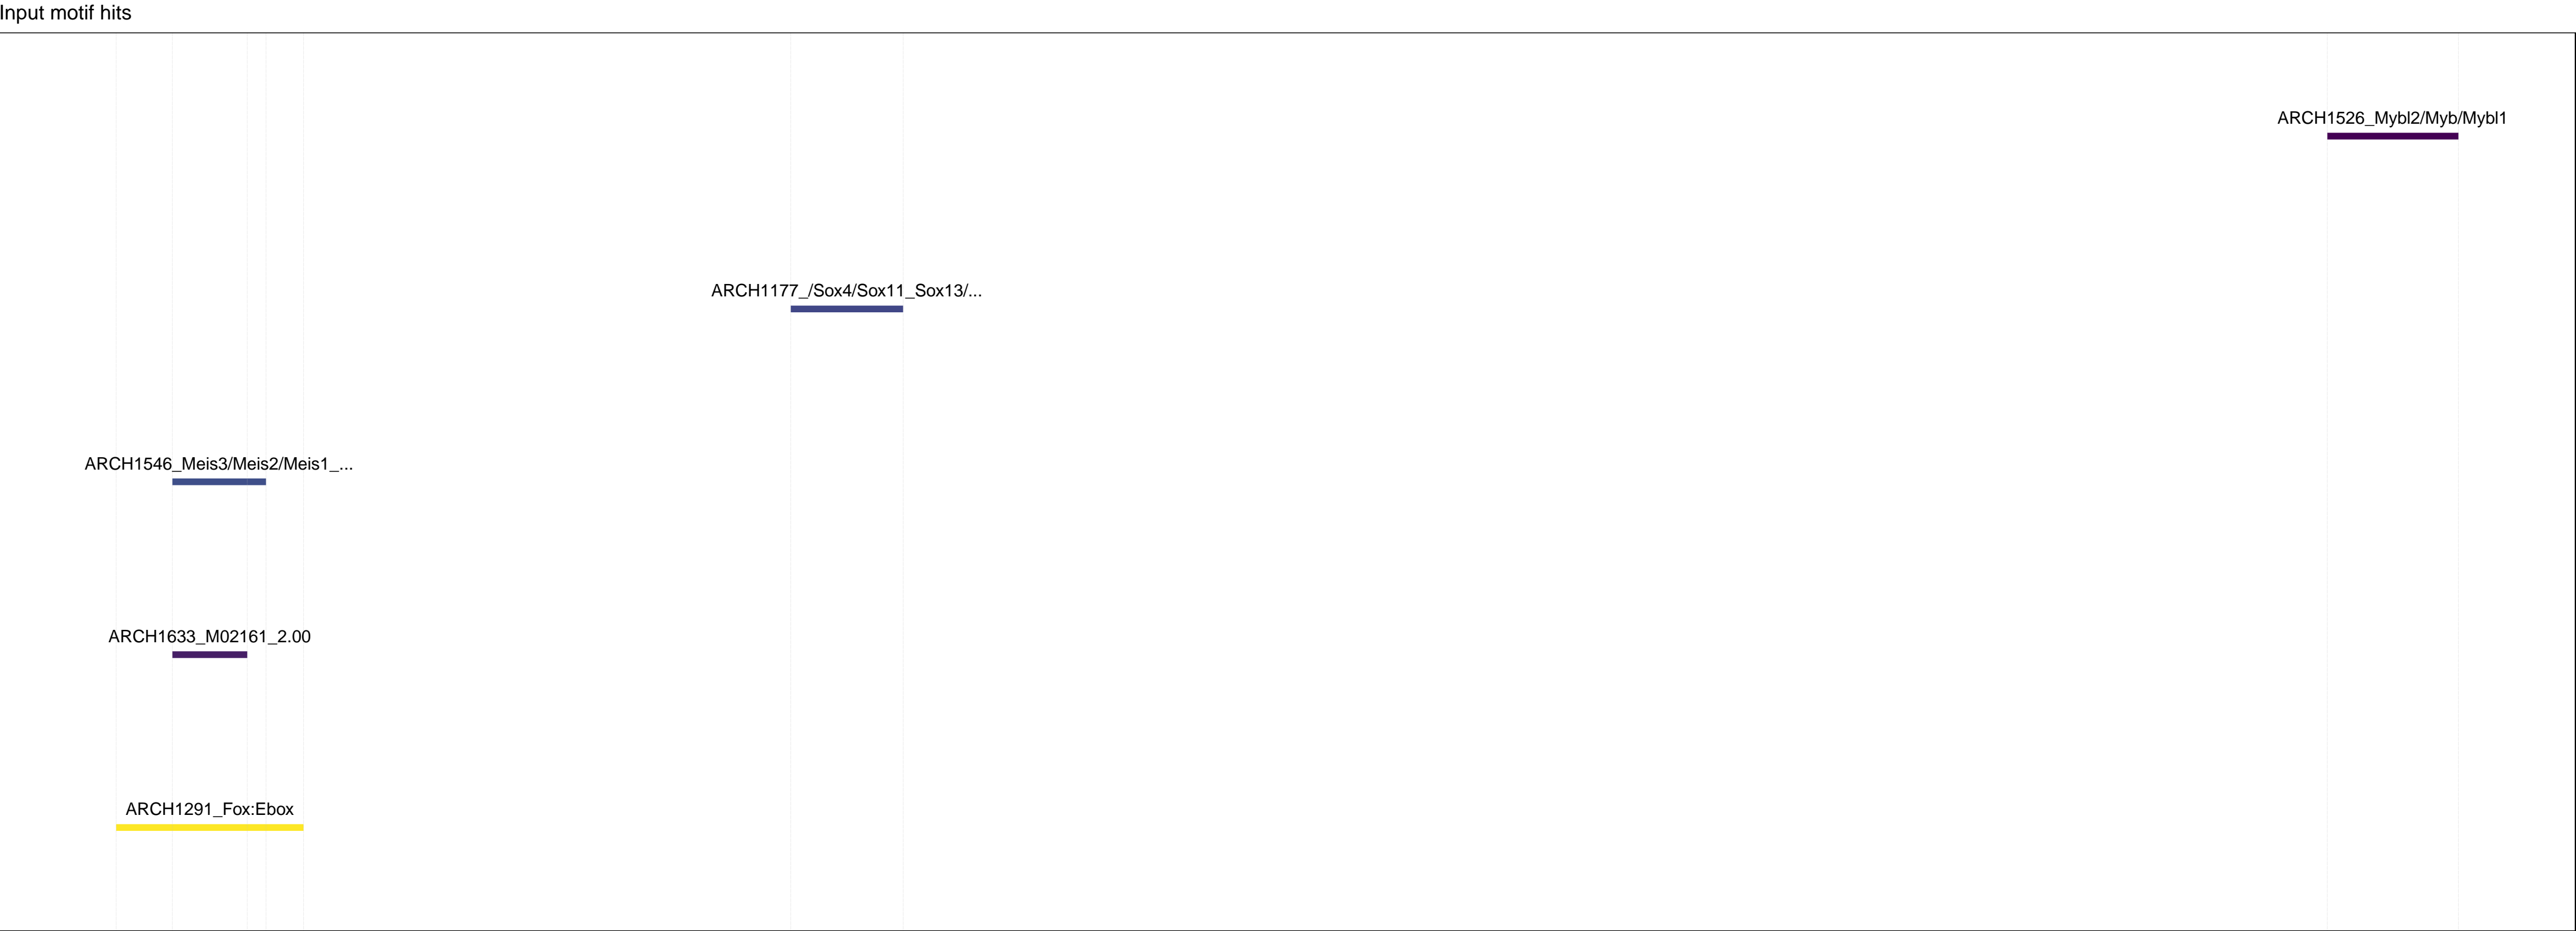 Input motif hits
ARCH1526_Mybl2/Myb/Mybl1
ARCH1177_/Sox4/Sox11_Sox13/...
ARCH1546_Meis3/Meis2/Meis1_...
ARCH1633_M02161_2.00
ARCH1291_Fox:Ebox